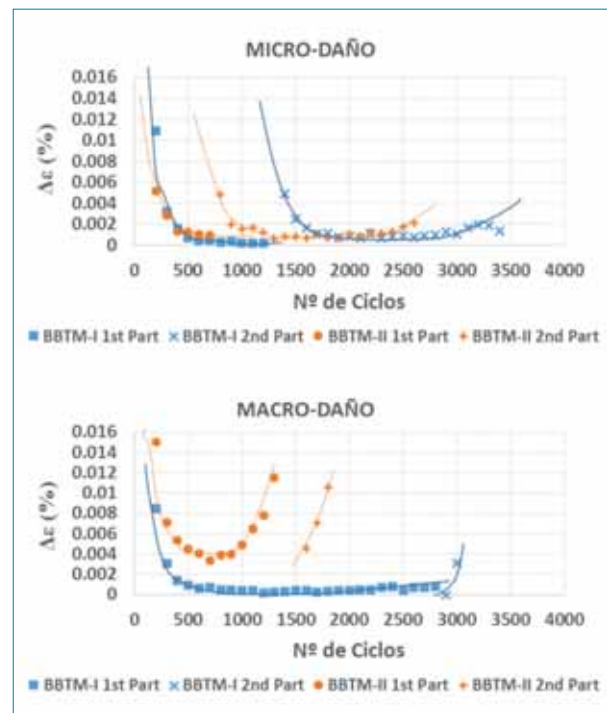 MICRO-DAÑO
Δε (%)
0.016
0.014
0.012
0.01
0.008
0.006
0.004
0.002
0
0 500 1000 1500 2000 2500 3000 3500 4000
Nº de Ciclos
BBTM-I 1st Part BBTM-I 2nd Part BBTM-II 1st Part BBTM-II 2nd Part
MACRO-DAÑO
Δε (%)
0.016
0.014
0.012
0.01
0.008
0.006
0.004
0.002
0
0 500 1000 1500 2000 2500 3000 3500 4000
Nº de Ciclos
BBTM-I 1st Part BBTM-I 2nd Part BBTM-II 1st Part BBTM-II 2nd Part